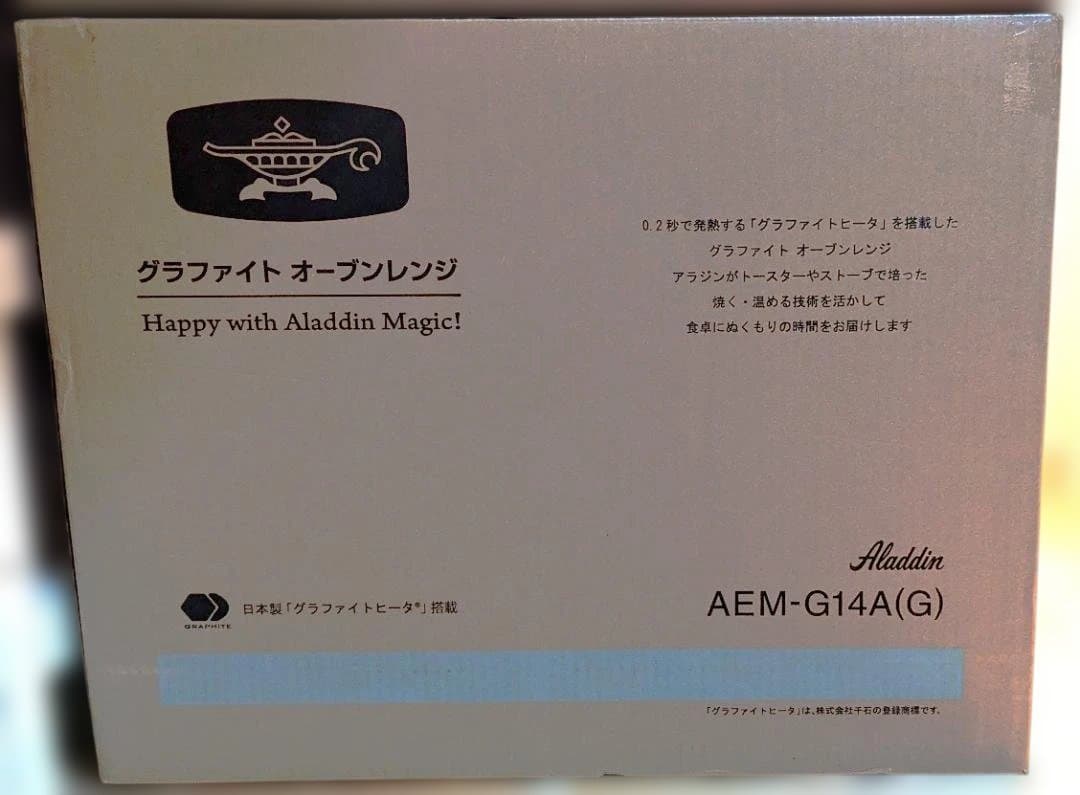 グラファイト オーブンレンジ
Happy with Aladdin Magic!
0.2秒で発熱する「グラファイトヒータ」を搭載した
グラファイト オーブンレンジ
アラジンがトースターやストーブで培った
焼く・温める技術を活かして
食卓にぬくもりの時間をお届けします
GRAPHITE
日本製「グラファイトヒータ®」搭載
Aladdin
AEM-G14A(G)
「グラファイトヒータ」は、株式会社千石の登録商標です。